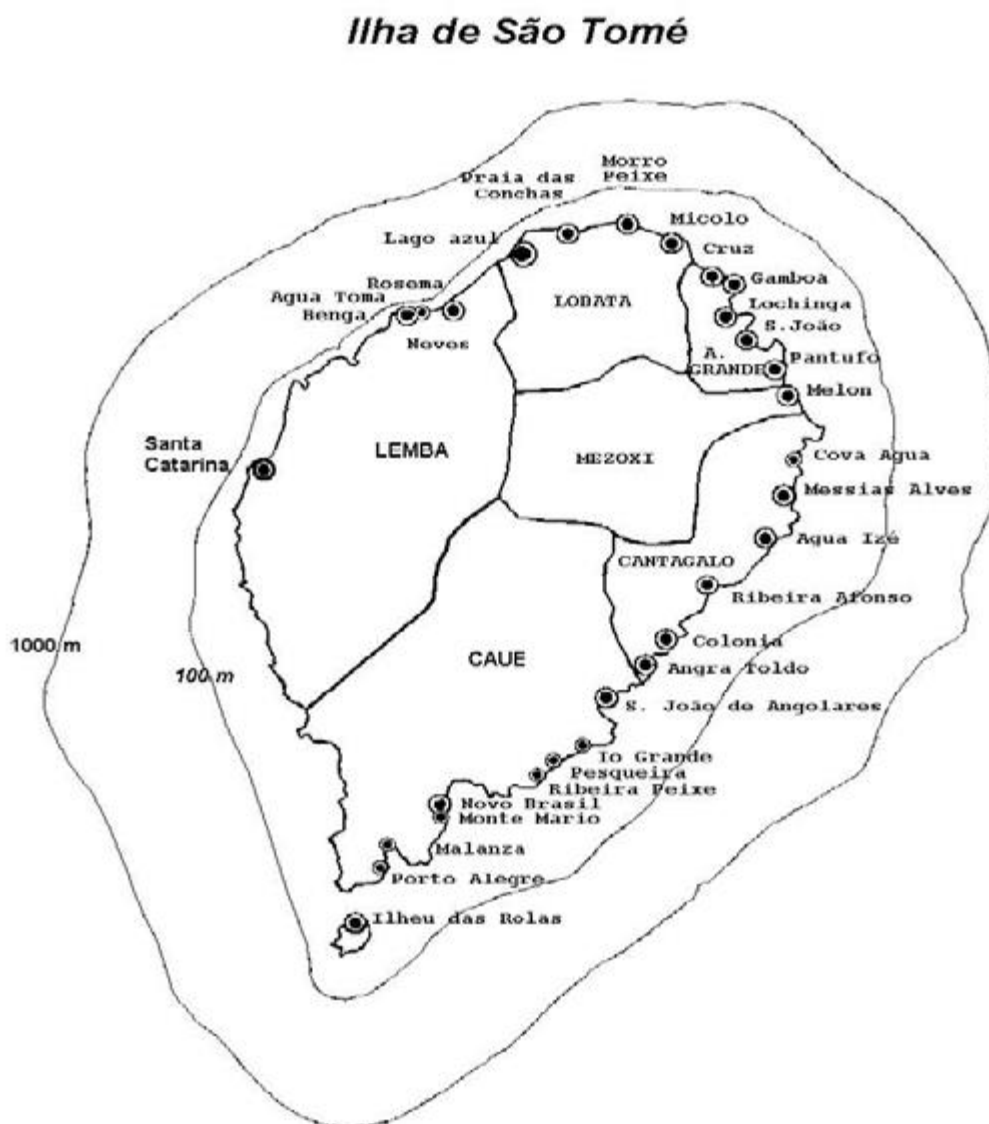 Ilha de São Tomé
Praia das
Conchas
Morro
Peixe
Micolo
Lago azul
Cruz
Rosema
Gamboa
Agua Toma
Benga
LOBATA
Lochinga
Novos
S.João
A.
GRANDE
Pantufo
Melon
Santa
Catarina
LEMBA
MEZOXI
Cova Agua
Messias Alves
Agua Izé
CANTAGALO
Ribeira Afonso
1000 m
100 m
CAUE
Colonia
Angra Toldo
S. João de Angolares
Io Grande
Pesqueira
Ribeira Peixe
Novo Brasil
Monte Mario
Malanza
Porto Alegre
Ilheu das Rolas